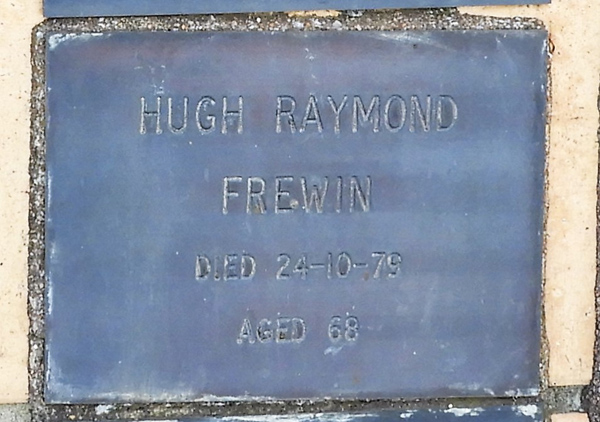 HUGH RAYMOND
FREWIN
DIED 24-10-79
AGED 68